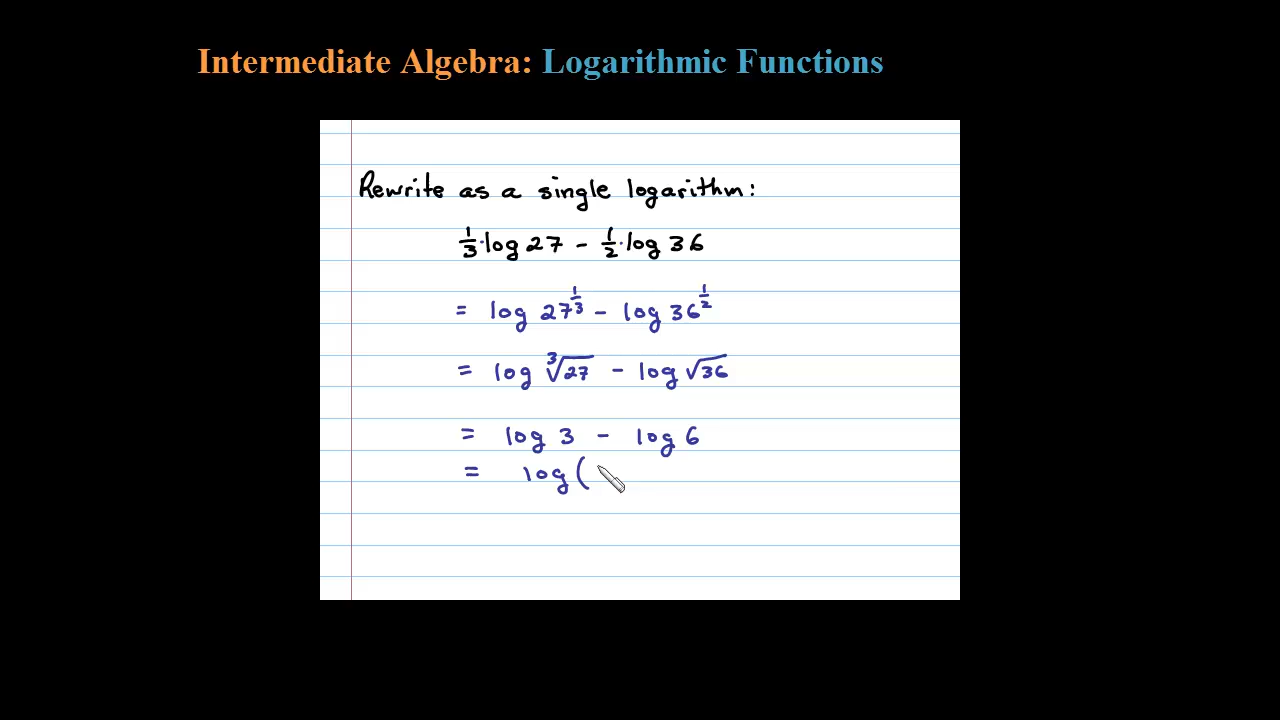 Intermediate Algebra: Logarithmic Functions
Rewrite as a single logarithm:
1/3 · log 27 - 1/2 · log 36
= log 27^(1/3) - log 36^(1/2)
= log ∛27 - log √36
= log 3 - log 6
= log (